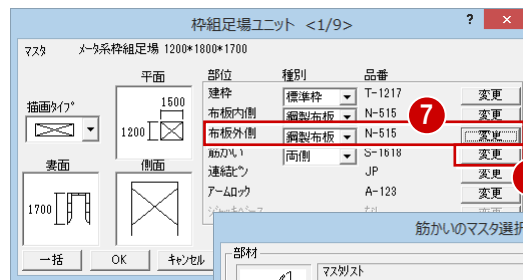 枠組足場ユニット <1/9>
? ×
マスタ メータ系枠組足場 1200*1800*1700
平面 部位 種別 品番
描画タイプ 1500 1200
建枠 標準枠 T-1217 変更
布板内側 鋼製布板 N-515 変更
7
布板外側 鋼製布板 N-515 変更
筋かい 両側 S-1618 変更
妻面 側面
連結ピン JP 変更
アームロック A-123 変更
1700
一括 OK キャンセル
筋かいのマスタ選択
部材
マスタリスト